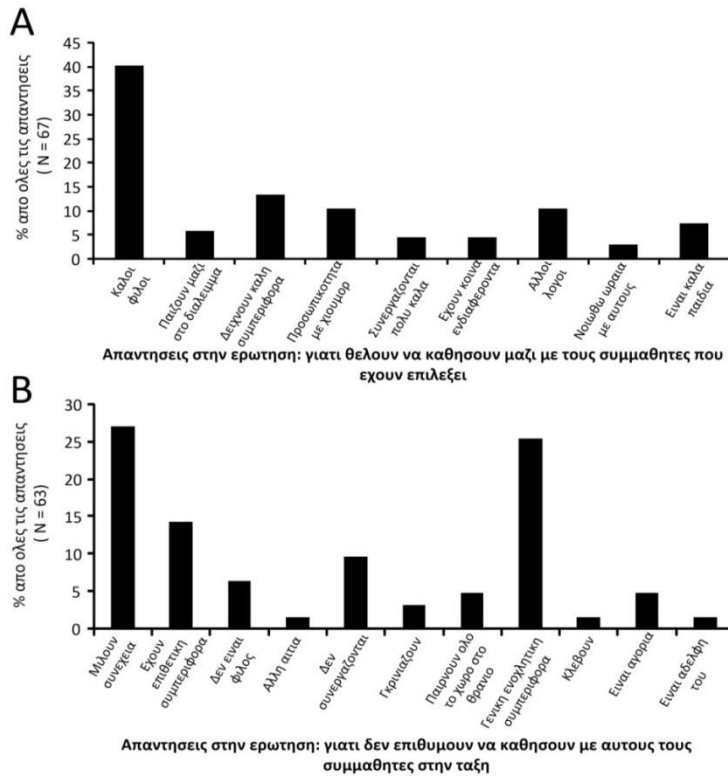 A
% απο ολες τις απαντησεις
( N = 67)
45
40
35
30
25
20
15
10
5
0
Καλοι
φιλοι
Παιζουν μαζι
στο διαλειμμα
Δειχνουν καλη
συμπεριφορα
Προσωπικοτητα
με χιουμορ
Συνεργαζονται
πολυ καλα
Εχουν κοινα
ενδιαφεροντα
Αλλοι
λογοι
Νοιωθω ωραια
με αυτους
Ειναι καλα
παιδια
Απαντησεις στην ερωτηση: γιατι θελουν να καθησουν μαζι με τους συμμαθητες που
εχουν επιλεξει
B
% απο ολες τις απαντησεις
( N = 63)
30
25
20
15
10
5
0
Μιλουν
συνεχεια
Εχουν
επιθετικη
συμπεριφορα
Δεν ειναι
φιλος
Αλλη αιτια
Δεν
συνεργαζονται
Γκρινιαζουν
Παιρνουν ολο
το χωρο στο
θρανιο
Γενικη ενοχλητικη
συμπεριφορα
Κλεβουν
Ειναι αγορια
Ειναι αδελφη
του
Απαντησεις στην ερωτηση: γιατι δεν επιθυμουν να καθησουν με αυτους τους
συμμαθητες στην ταξη